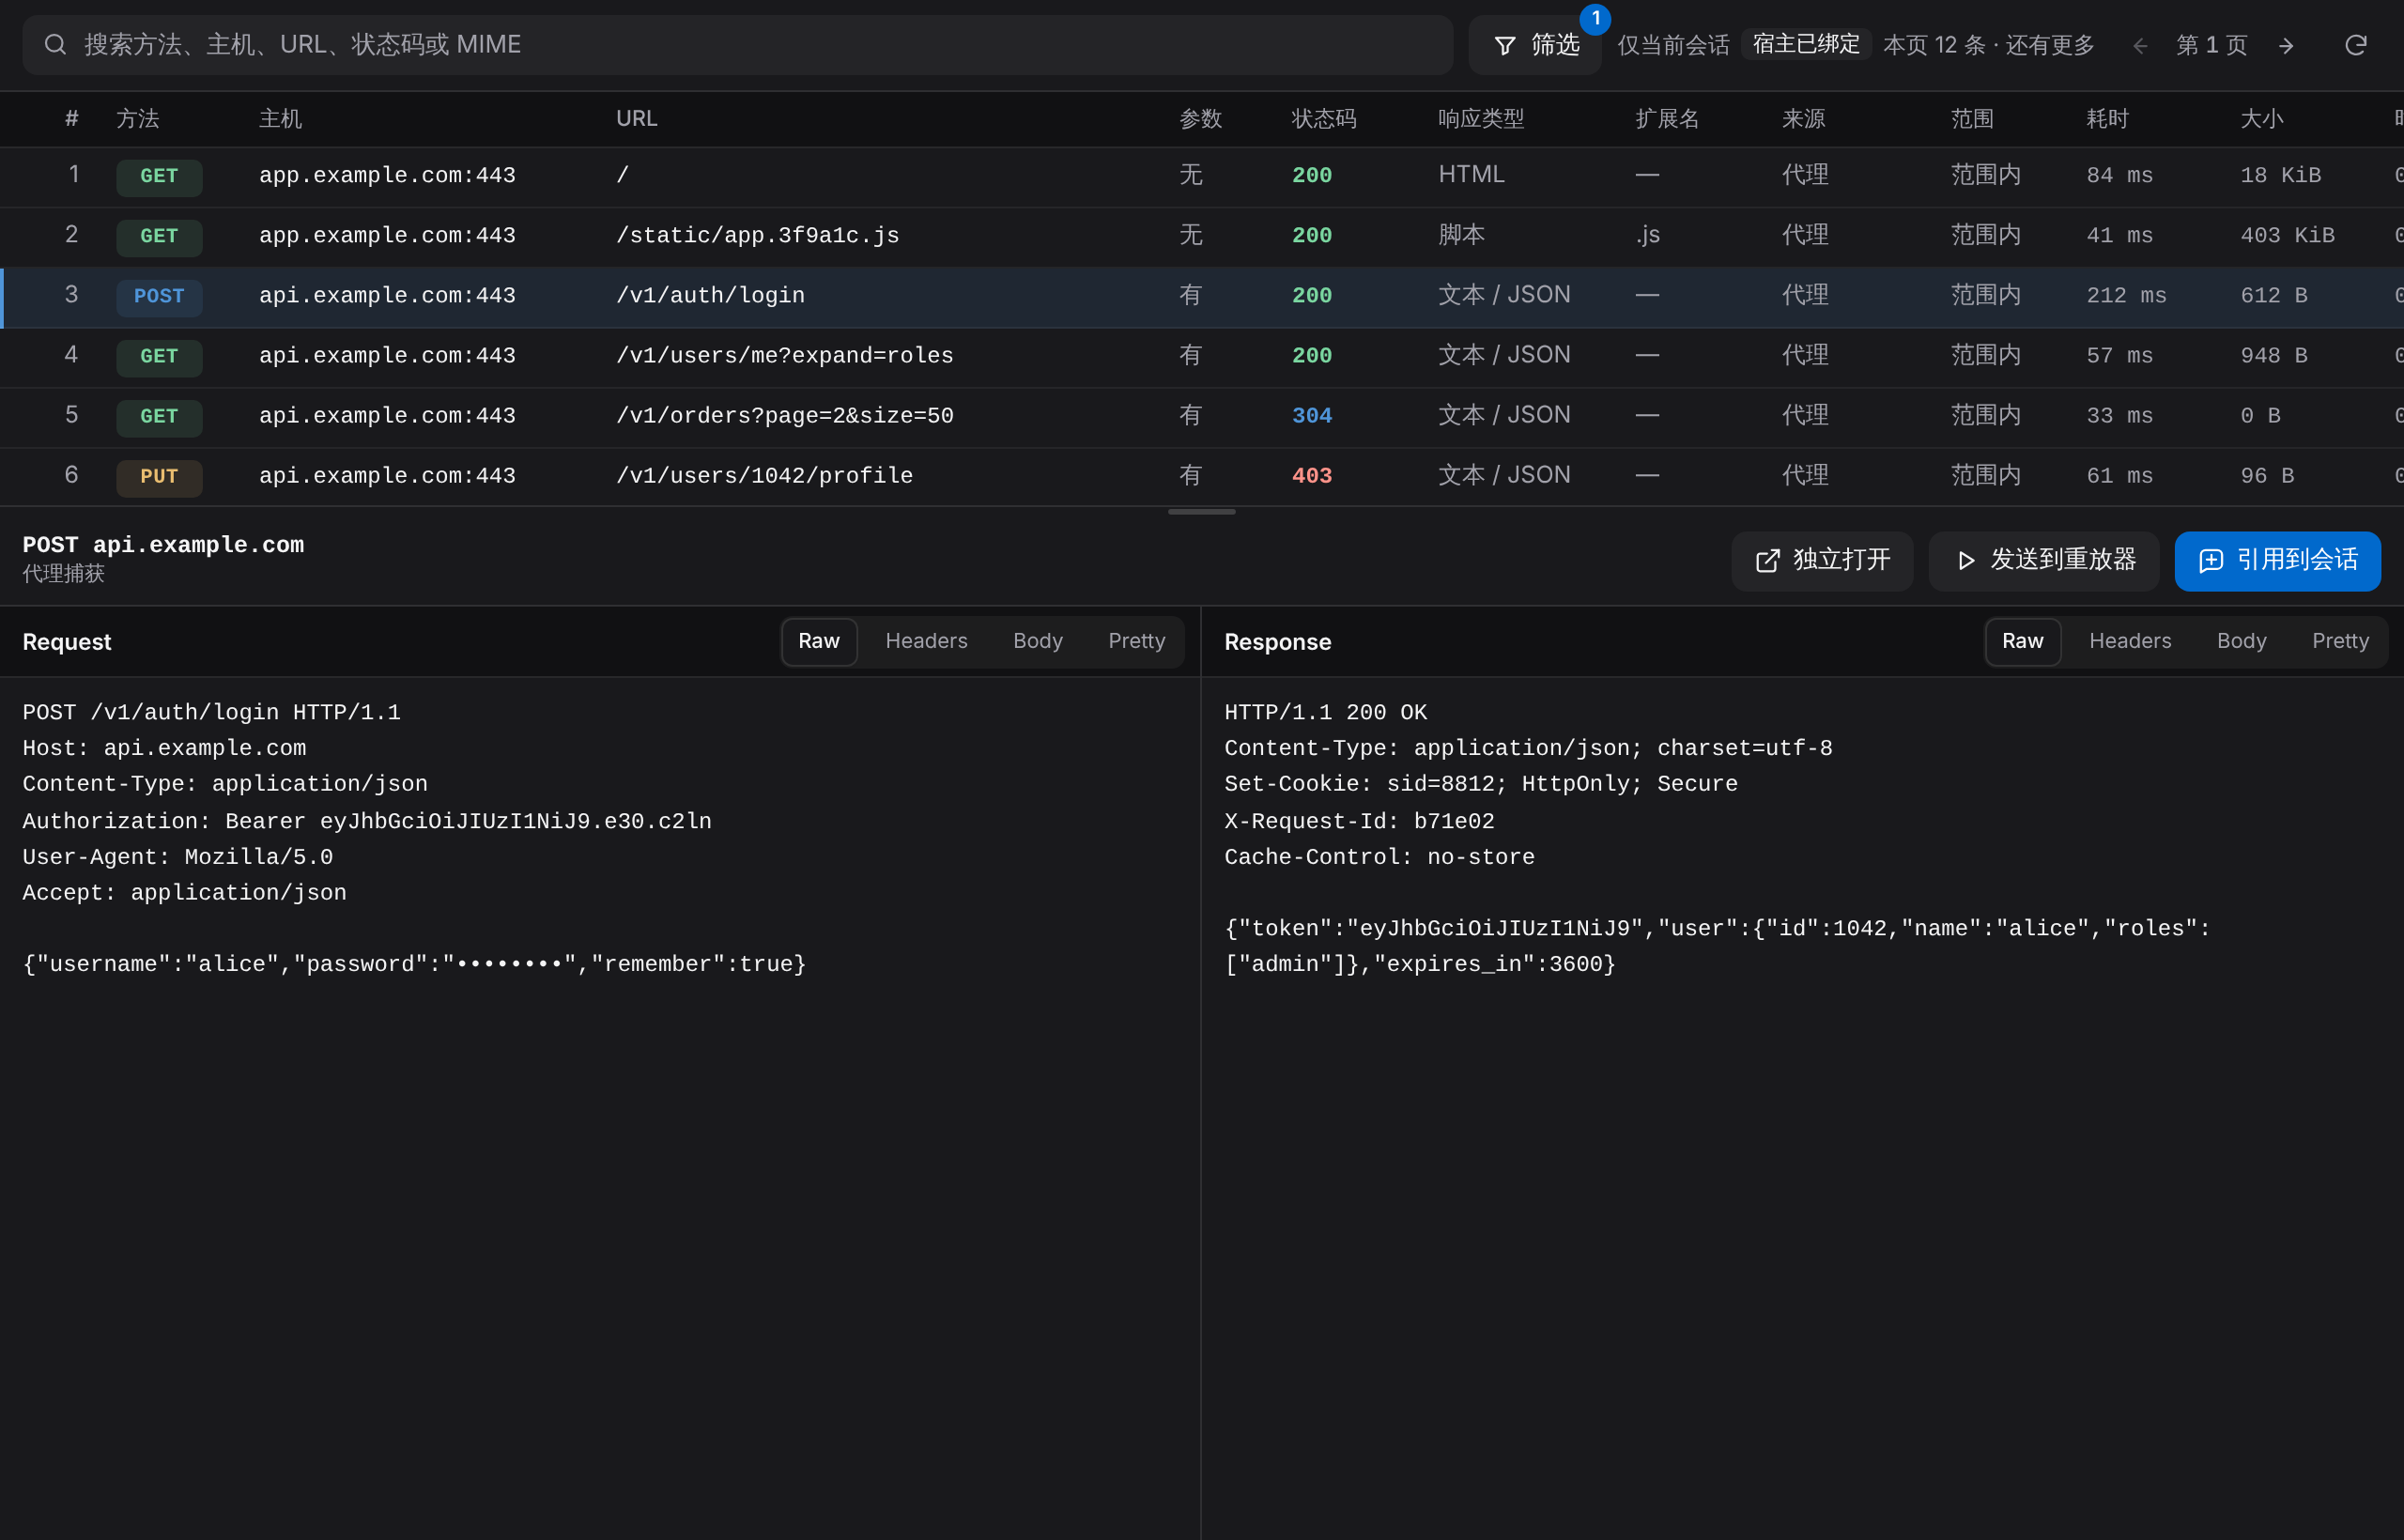 搜索方法、主机、URL、状态码或 MIME 筛选 1 仅当前会话 宿主已绑定 本页 12 条 · 还有更多 第 1 页
# 方法 主机 URL 参数 状态码 响应类型 扩展名 来源 范围 耗时 大小
1 GET app.example.com:443 / 无 200 HTML — 代理 范围内 84 ms 18 KiB
2 GET app.example.com:443 /static/app.3f9a1c.js 无 200 脚本 .js 代理 范围内 41 ms 403 KiB
3 POST api.example.com:443 /v1/auth/login 有 200 文本 / JSON — 代理 范围内 212 ms 612 B
4 GET api.example.com:443 /v1/users/me?expand=roles 有 200 文本 / JSON — 代理 范围内 57 ms 948 B
5 GET api.example.com:443 /v1/orders?page=2&size=50 有 304 文本 / JSON — 代理 范围内 33 ms 0 B
6 PUT api.example.com:443 /v1/users/1042/profile 有 403 文本 / JSON — 代理 范围内 61 ms 96 B
POST api.example.com
代理捕获
独立打开 发送到重放器 引用到会话
Request Raw Headers Body Pretty
POST /v1/auth/login HTTP/1.1
Host: api.example.com
Content-Type: application/json
Authorization: Bearer eyJhbGciOiJIUzI1NiJ9.e30.c2ln
User-Agent: Mozilla/5.0
Accept: application/json
{"username":"alice","password":"••••••••","remember":true}
Response Raw Headers Body Pretty
HTTP/1.1 200 OK
Content-Type: application/json; charset=utf-8
Set-Cookie: sid=8812; HttpOnly; Secure
X-Request-Id: b71e02
Cache-Control: no-store
{"token":"eyJhbGciOiJIUzI1NiJ9","user":{"id":1042,"name":"alice","roles":
["admin"]},"expires_in":3600}